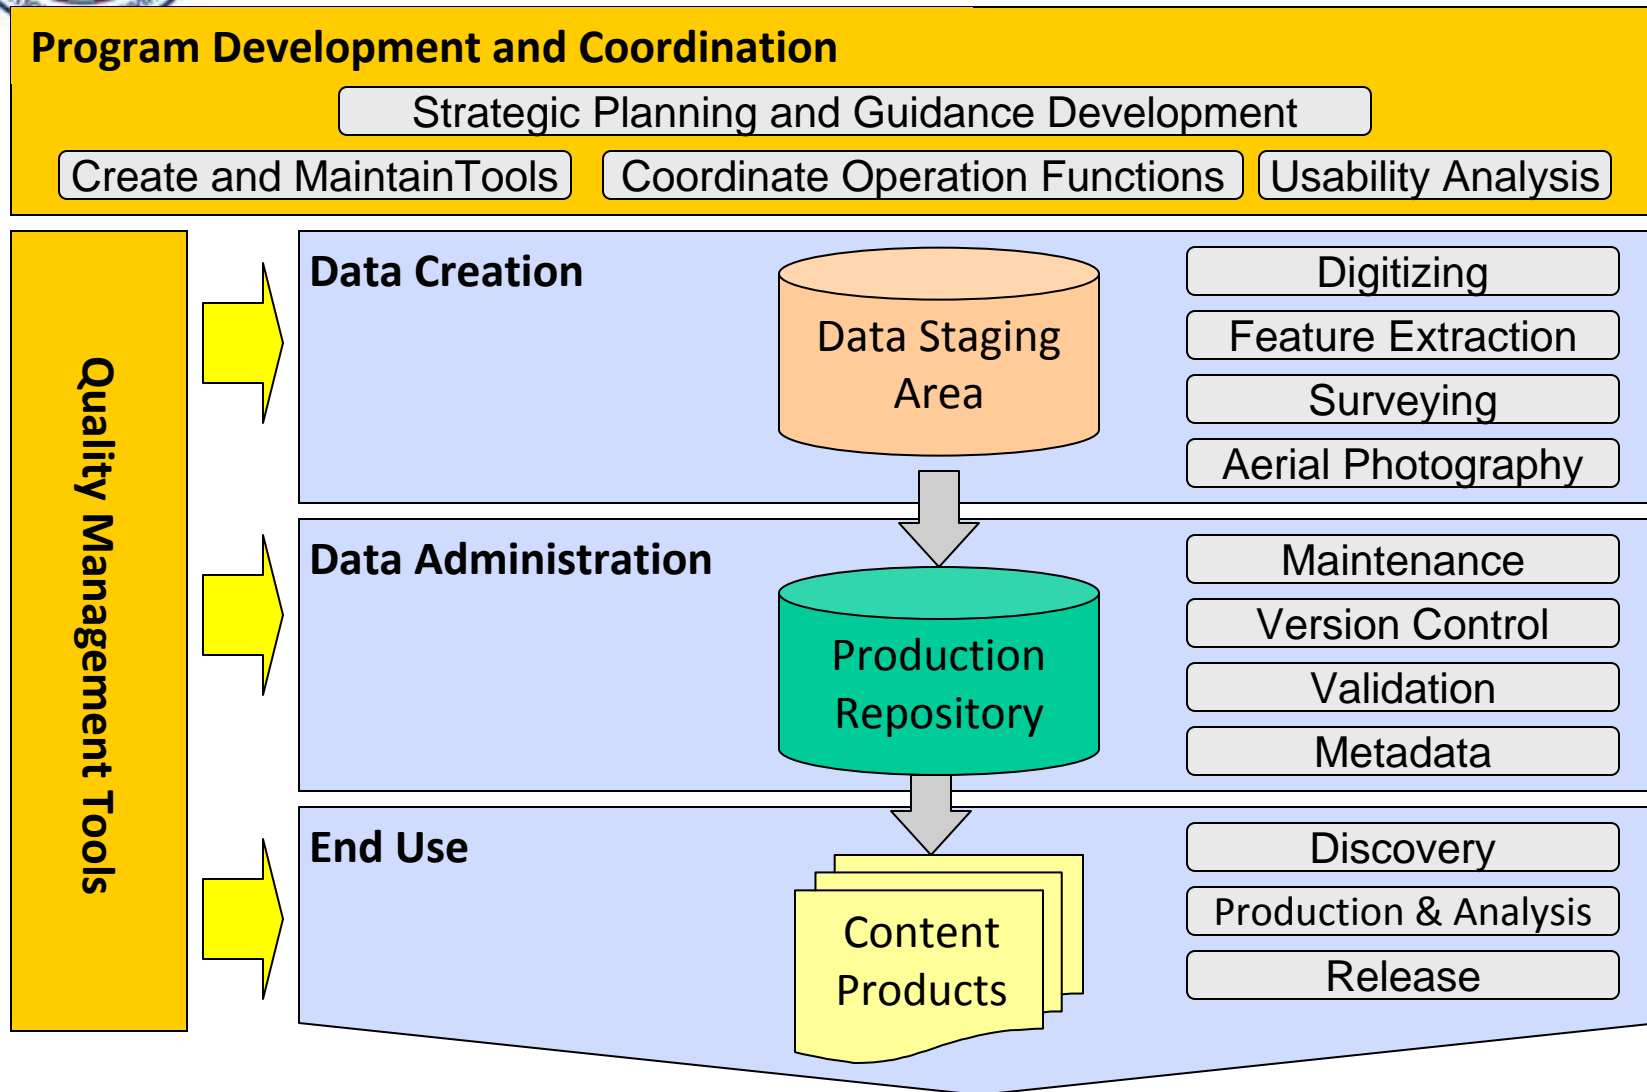 Program Development and Coordination
Strategic Planning and Guidance Development
Create and MaintainTools
Coordinate Operation Functions
Usability Analysis
Quality Management Tools
Data Creation
Data Staging
Area
Digitizing
Feature Extraction
Surveying
Aerial Photography
Data Administration
Production
Repository
Maintenance
Version Control
Validation
Metadata
End Use
Content
Products
Discovery
Production & Analysis
Release